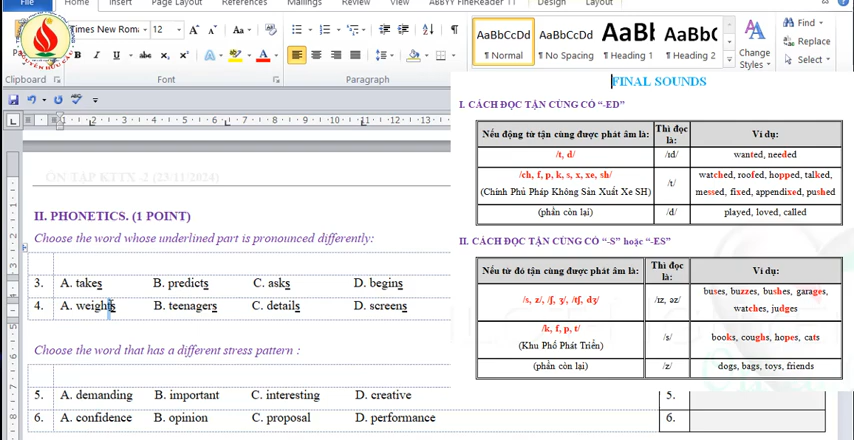 File Home Insert Page Layout References Mailings Review View ABBYY FineReader 11 Design Layout
Times New Roman 12 Aa
AaBbCcDd AaBbCcDd AaBb AaBbC
¶ Normal ¶ No Spacing Heading 1 Heading 2
Change Styles
Find
Replace
Select
Clipboard Font Paragraph
ÔN TẬP KTTX -2 (23/11/2024)
II. PHONETICS. (1 POINT)
Choose the word whose underlined part is pronounced differently:
3. A. takes B. predicts C. asks D. begins
4. A. weights B. teenagers C. details D. screens
Choose the word that has a different stress pattern :
5. A. demanding B. important C. interesting D. creative 5.
6. A. confidence B. opinion C. proposal D. performance 6.
FINAL SOUNDS
I. CÁCH ĐỌC TẬN CÙNG CÓ “-ED”
Nếu động từ tận cùng được phát âm là: Thì đọc là: Ví dụ:
/t, d/ /ɪd/ wanted, needed
/ch, f, p, k, s, x, xe, sh/ /t/ watched, roofed, hopped, talked,
(Chính Phủ Pháp Không Sản Xuất Xe SH) messed, fixed, appendixed, pushed
(phần còn lại) /d/ played, loved, called
II. CÁCH ĐỌC TẬN CÙNG CÓ “-S” hoặc “-ES”
Nếu từ đó tận cùng được phát âm là: Thì đọc là: Ví dụ:
/s, z/, /ʃ, ʒ/, /tʃ, dʒ/ /ɪz, əz/ buses, buzzes, bushes, garages,
watches, judges
/k, f, p, t/ /s/ books, coughs, hopes, cats
(Khu Phố Phát Triển)
(phần còn lại) /z/ dogs, bags, toys, friends